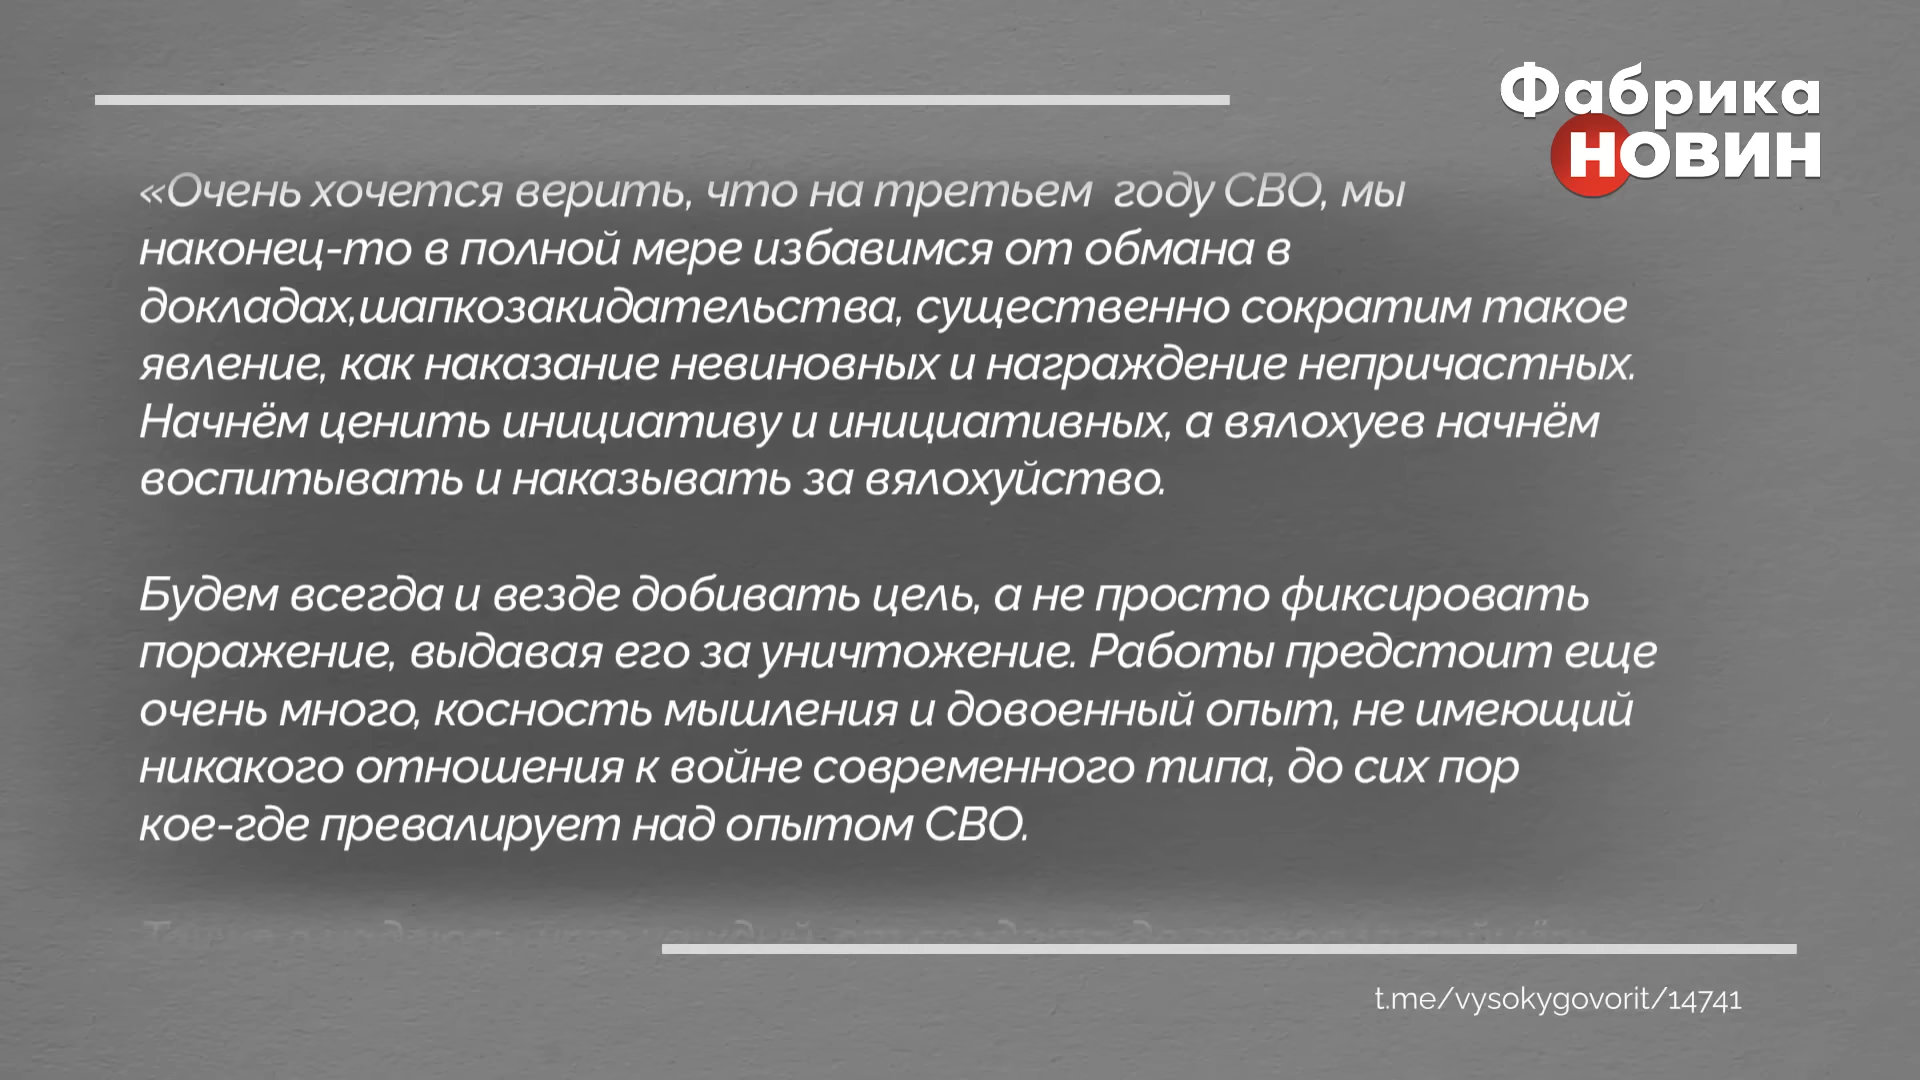 Фабрика
новин
«Очень хочется верить, что на третьем  году СВО, мы
наконец-то в полной мере избавимся от обмана в
докладах,шапкозакидательства, существенно сократим такое
явление, как наказание невиновных и награждение непричастных.
Начнём ценить инициативу и инициативных, а вялохуев начнём
воспитывать и наказывать за вялохуйство.
Будем всегда и везде добивать цель, а не просто фиксировать
поражение, выдавая его за уничтожение. Работы предстоит еще
очень много, косность мышления и довоенный опыт, не имеющий
никакого отношения к войне современного типа, до сих пор
кое-где превалирует над опытом СВО.
t.me/vysokygovorit/14741